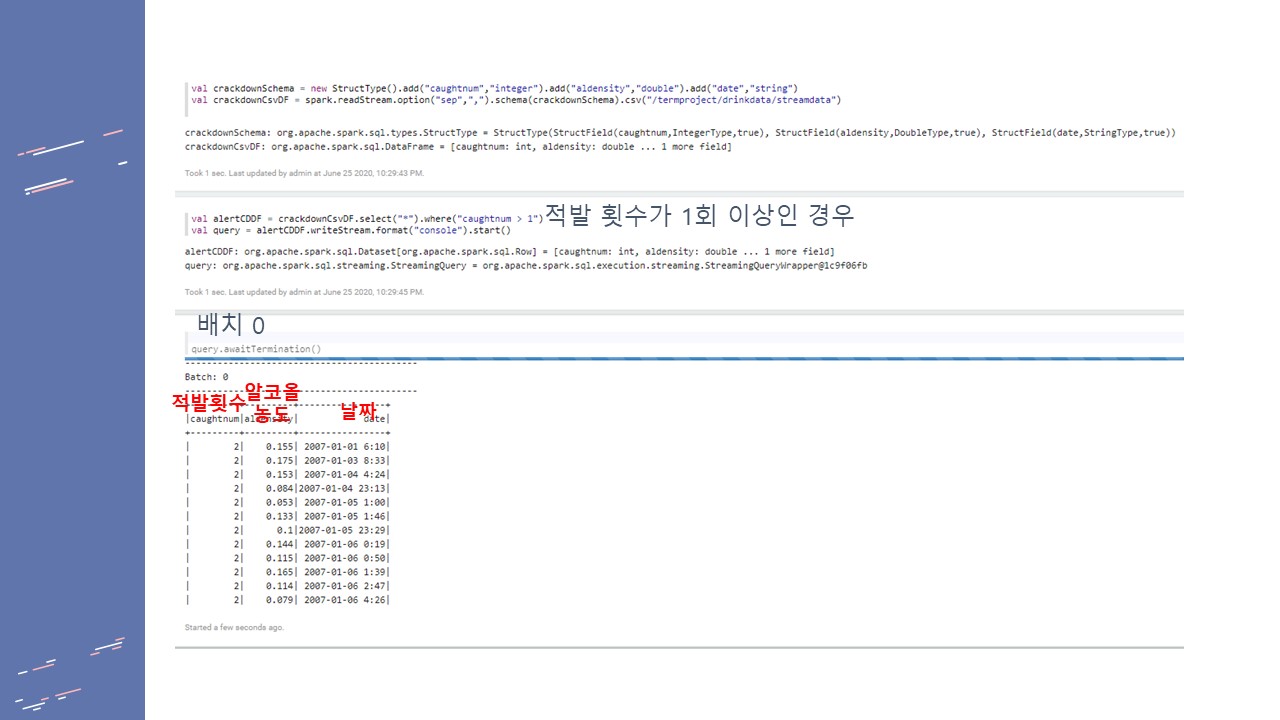 val crackdownSchema = new StructType().add("caughtnum","integer").add("aldensity","double").add("date","string")
val crackdownCsvDF = spark.readStream.option("sep",",").schema(crackdownSchema).csv("/termproject/drinkdata/streamdata")
crackdownSchema: org.apache.spark.sql.types.StructType = StructType(StructField(caughtnum,IntegerType,true), StructField(aldensity,DoubleType,true), StructField(date,StringType,true))
crackdownCsvDF: org.apache.spark.sql.DataFrame = [caughtnum: int, aldensity: double ... 1 more field]
Took 1 sec. Last updated by admin at June 25 2020, 10:29:43 PM.
val alertCDDF = crackdownCsvDF.select("*").where("caughtnum > 1") 적발 횟수가 1회 이상인 경우
val query = alertCDDF.writeStream.format("console").start()
alertCDDF: org.apache.spark.sql.Dataset[org.apache.spark.sql.Row] = [caughtnum: int, aldensity: double ... 1 more field]
query: org.apache.spark.sql.streaming.StreamingQuery = org.apache.spark.sql.execution.streaming.StreamingQueryWrapper@1c9f06fb
Took 1 sec. Last updated by admin at June 25 2020, 10:29:45 PM.
배치 0
query.awaitTermination()
-------------------------------------------
Batch: 0
-------------------------------------------
적발횟수 알코올 농도 날짜
+---------+---------+----------------+
|caughtnum|aldensity|            date|
+---------+---------+----------------+
|        2|    0.155| 2007-01-01 6:10|
|        2|    0.175| 2007-01-03 8:33|
|        2|    0.153| 2007-01-04 4:24|
|        2|    0.084|2007-01-04 23:13|
|        2|    0.053| 2007-01-05 1:00|
|        2|    0.133| 2007-01-05 1:46|
|        2|      0.1|2007-01-05 23:29|
|        2|    0.144| 2007-01-06 0:19|
|        2|    0.115| 2007-01-06 0:50|
|        2|    0.165| 2007-01-06 1:39|
|        2|    0.114| 2007-01-06 2:47|
|        2|    0.079| 2007-01-06 4:26|
Started a few seconds ago.